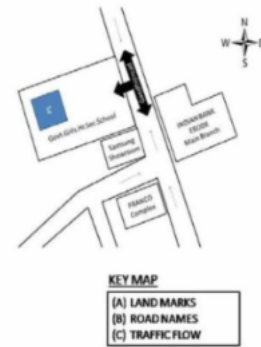 N
W
E
S
C
Govt.Girls.Hr.Sec.School
Samsung
Showroom
INDIAN BANK
ERODE
Main Branch
FRANCO
Complex
KEY MAP
(A) LAND MARKS
(B) ROAD NAMES
(C) TRAFFIC FLOW